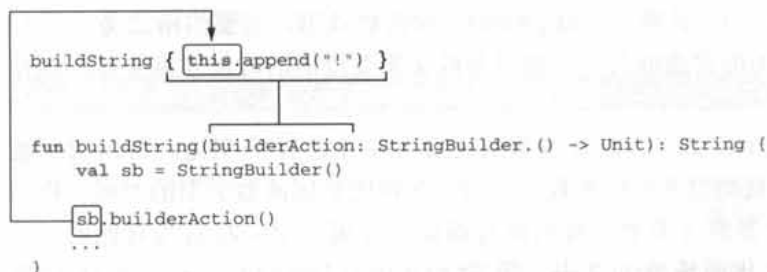 buildString { this.append("!") }
fun buildString(builderAction: StringBuilder.() -> Unit): String {
    val sb = StringBuilder()
    sb.builderAction()
    ...
}